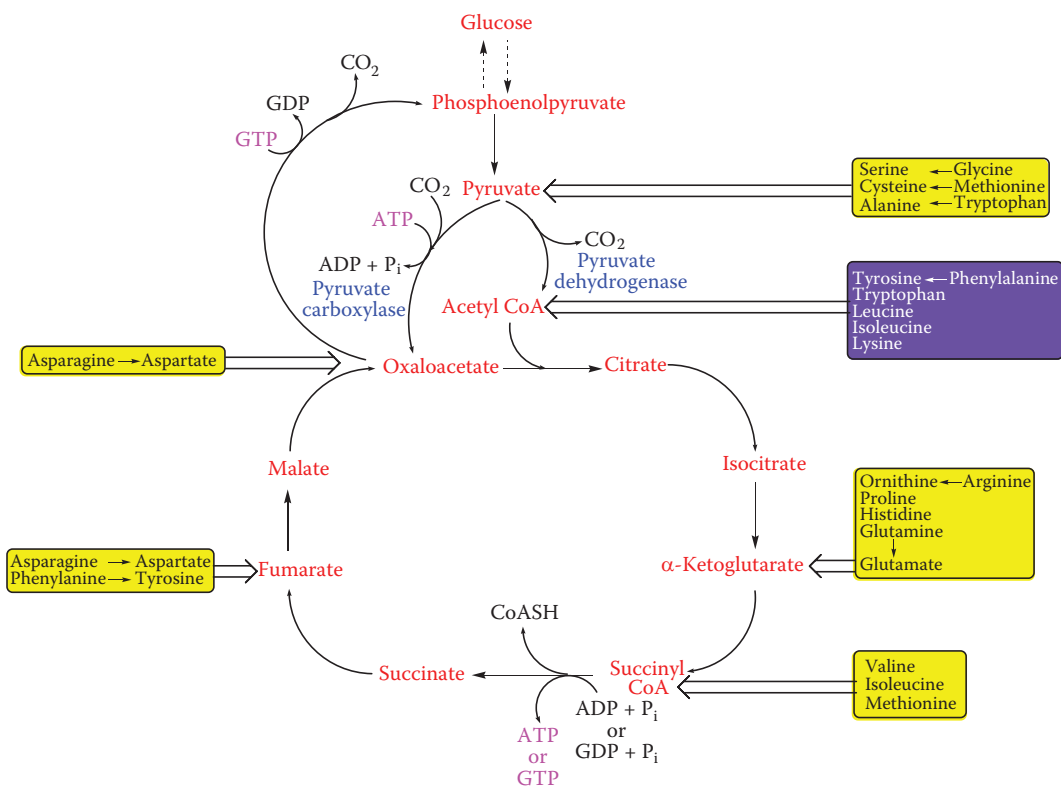 Glucose
CO2
Phosphoenolpyruvate
GDP
GTP
Pyruvate
CO2
ATP
CO2
ADP + Pi
Pyruvate
carboxylase
Pyruvate
dehydrogenase
Acetyl CoA
Serine Glycine
Cysteine Methionine
Alanine Tryptophan
Tyrosine Phenylalanine
Tryptophan
Leucine
Isoleucine
Lysine
Asparagine Aspartate
Oxaloacetate
Citrate
Malate
Isocitrate
Ornithine Arginine
Proline
Histidine
Glutamine
Glutamate
Asparagine Aspartate
Phenylanine Tyrosine
Fumarate
α-Ketoglutarate
CoASH
Succinate
Succinyl
CoA
Valine
Isoleucine
Methionine
ADP + Pi
or
GDP + Pi
ATP
or
GTP